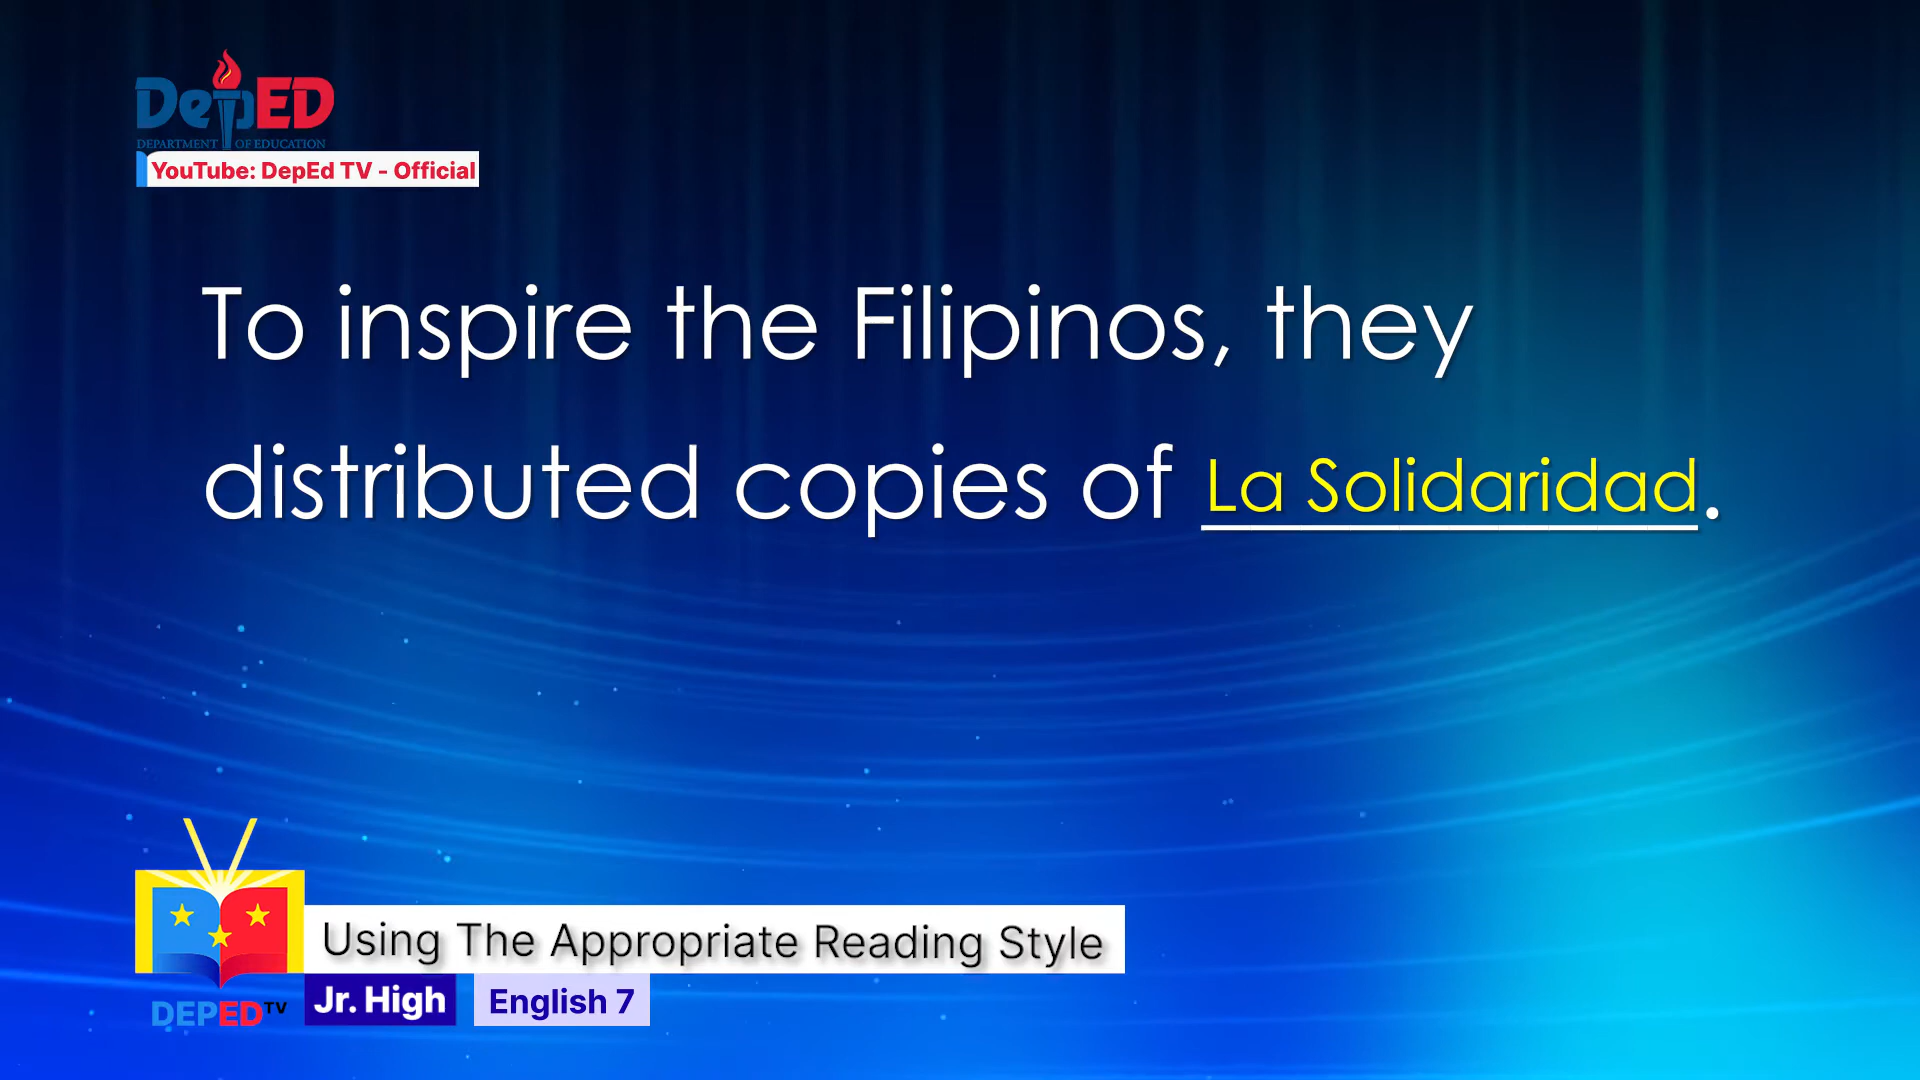 DepED
DEPARTMENT OF EDUCATION
YouTube: DepEd TV - Official
To inspire the Filipinos, they
distributed copies of La Solidaridad.
Using The Appropriate Reading Style
DEPED TV
Jr. High
English 7